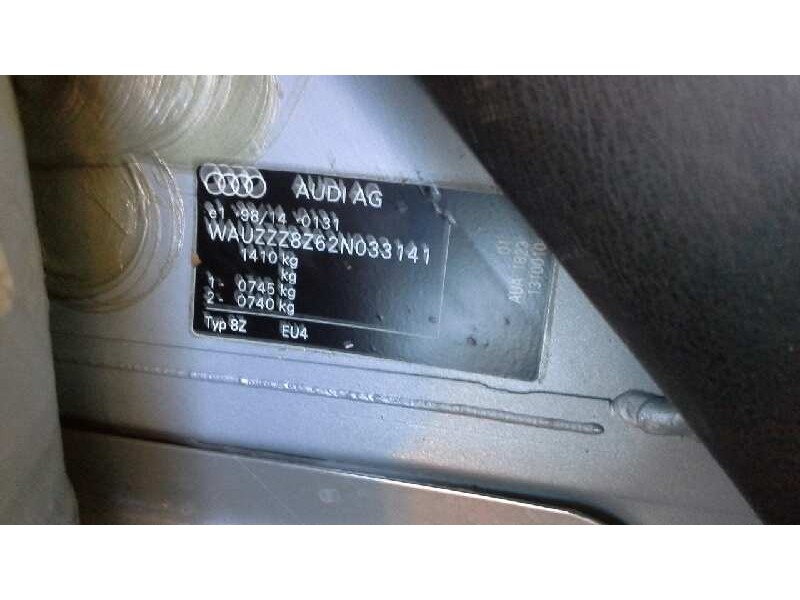 AUDI AG
e1 98/14 0131
WAUZZZ8Z62N033141
1410 kg
kg
1- 0745 kg
2- 0740 kg
Typ 8Z EU4
01